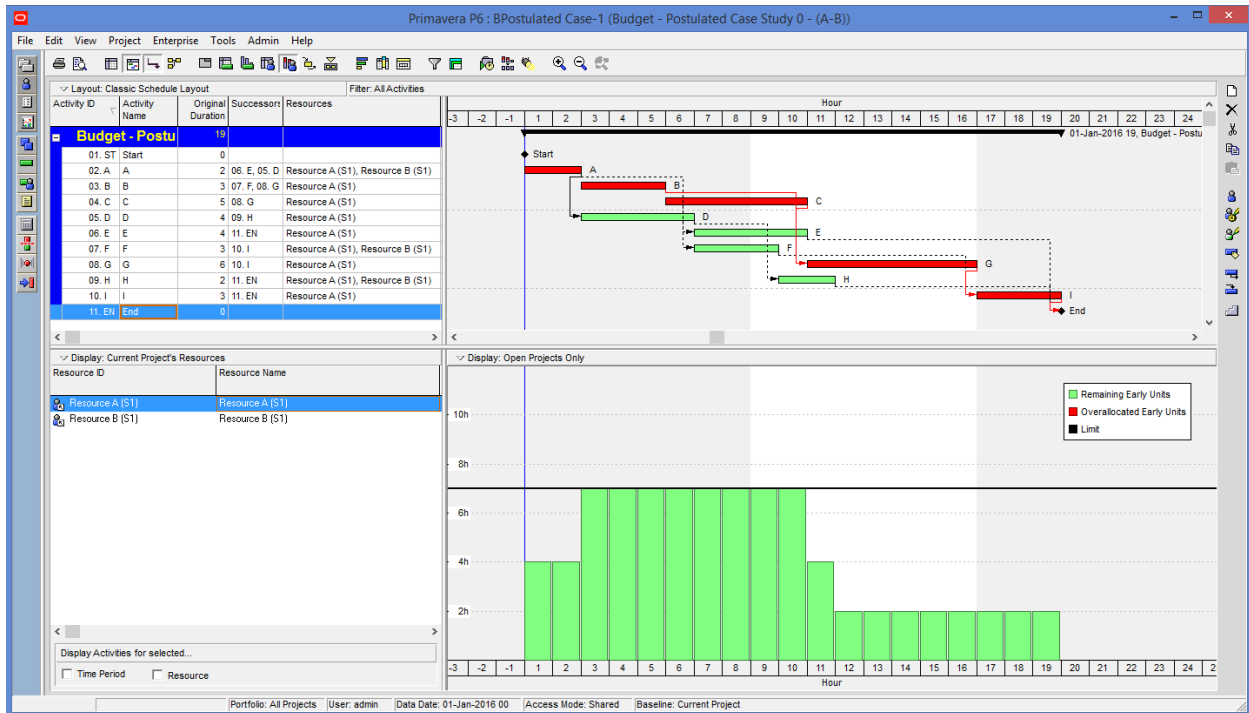 Primavera P6 : BPostulated Case-1 (Budget - Postulated Case Study 0 - (A-B))
File Edit View Project Enterprise Tools Admin Help
Layout: Classic Schedule Layout Filter: All Activities
Activity ID Activity Name Original Duration Successors Resources
Hour
-3 -2 -1 1 2 3 4 5 6 7 8 9 10 11 12 13 14 15 16 17 18 19 20 21 22 23 24
Budget - Postu 19
01. ST Start 0
02. A A 2 06. E, 05. D Resource A (S1), Resource B (S1)
03. B B 3 07. F, 08. G Resource A (S1)
04. C C 5 08. G Resource A (S1)
05. D D 4 09. H Resource A (S1)
06. E E 4 11. EN Resource A (S1)
07. F F 3 10. I Resource A (S1), Resource B (S1)
08. G G 6 10. I Resource A (S1)
09. H H 2 11. EN Resource A (S1), Resource B (S1)
10. I I 3 11. EN Resource A (S1)
11. EN End 0
01-Jan-2016 19, Budget - Postu
Start
A
B
C
D
E
F
G
H
I
End
Display: Current Project's Resources
Resource ID Resource Name
Resource A (S1) Resource A (S1)
Resource B (S1) Resource B (S1)
Display Activities for selected...
Time Period Resource
Display: Open Projects Only
Remaining Early Units
Overallocated Early Units
Limit
10h
8h
6h
4h
2h
-3 -2 -1 1 2 3 4 5 6 7 8 9 10 11 12 13 14 15 16 17 18 19 20 21 22 23 24 2
Hour
Portfolio: All Projects User: admin Data Date: 01-Jan-2016 00 Access Mode: Shared Baseline: Current Project